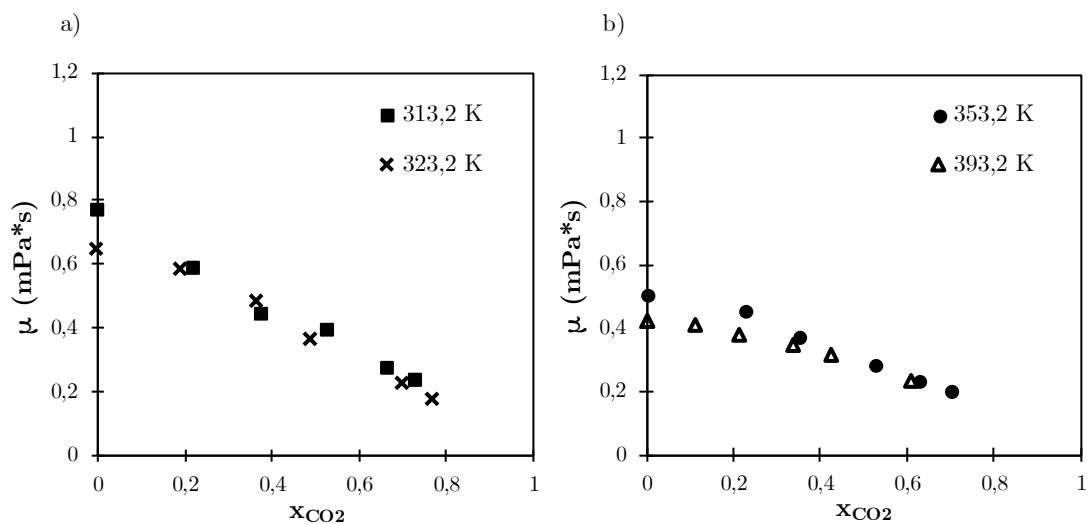 a)
1,2
1
0,8
0,6
0,4
0,2
0
μ (mPa*s)
313,2 K
323,2 K
0 0,2 0,4 0,6 0,8 1
xCO2
b)
1,2
1
0,8
0,6
0,4
0,2
0
μ (mPa*s)
353,2 K
393,2 K
0 0,2 0,4 0,6 0,8 1
xCO2